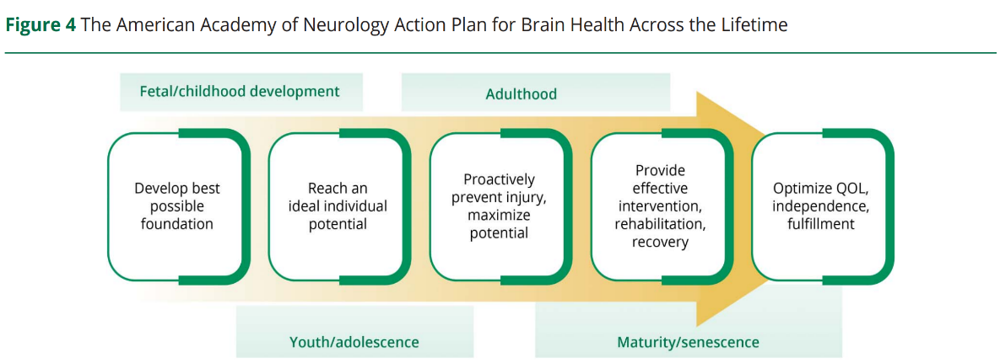 Figure 4 The American Academy of Neurology Action Plan for Brain Health Across the Lifetime
Fetal/childhood development
Adulthood
Develop best
possible
foundation
Reach an
ideal individual
potential
Proactively
prevent injury,
maximize
potential
Provide
effective
intervention,
rehabilitation,
recovery
Optimize QOL,
independence,
fulfillment
Youth/adolescence
Maturity/senescence